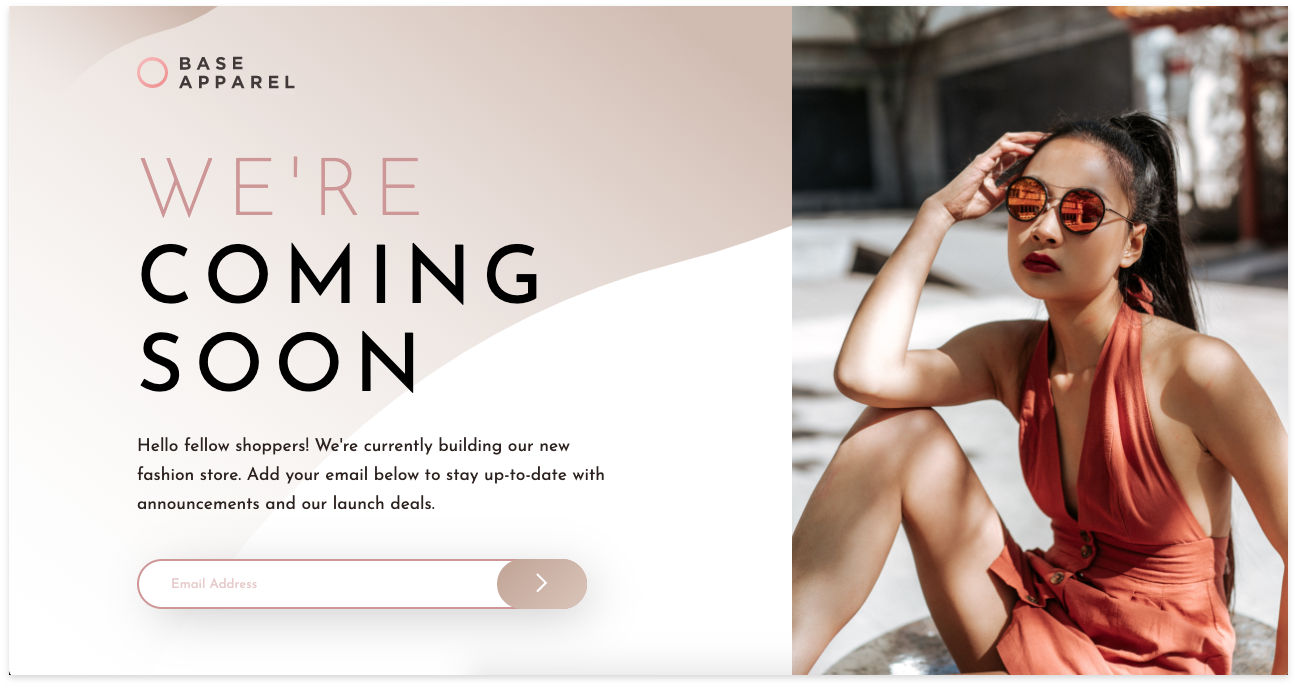 BASE
APPAREL
WE'RE
COMING
SOON
Hello fellow shoppers! We're currently building our new
fashion store. Add your email below to stay up-to-date with
announcements and our launch deals.
Email Address